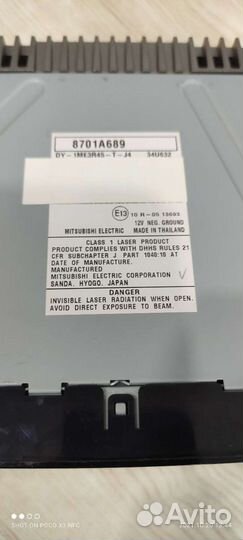 8701A689
DY-1ME3R45-T-J4 34U632
E13 10 R-05 13693
12V NEG. GROUND
MITSUBISHI ELECTRIC MADE IN THAILAND
CLASS 1 LASER PRODUCT
PRODUCT COMPLIES WITH DHHS RULES 21
CFR SUBCHAPTER J PART 1040:10 AT
DATE OF MANUFACTURE.
MANUFACTURED
MITSUBISHI ELECTRIC CORPORATION
SANDA, HYOGO, JAPAN
DANGER
INVISIBLE LASER RADIATION WHEN OPEN.
AVOID DIRECT EXPOSURE TO BEAM.
SHOT ON POCO X3 NFC
Avito